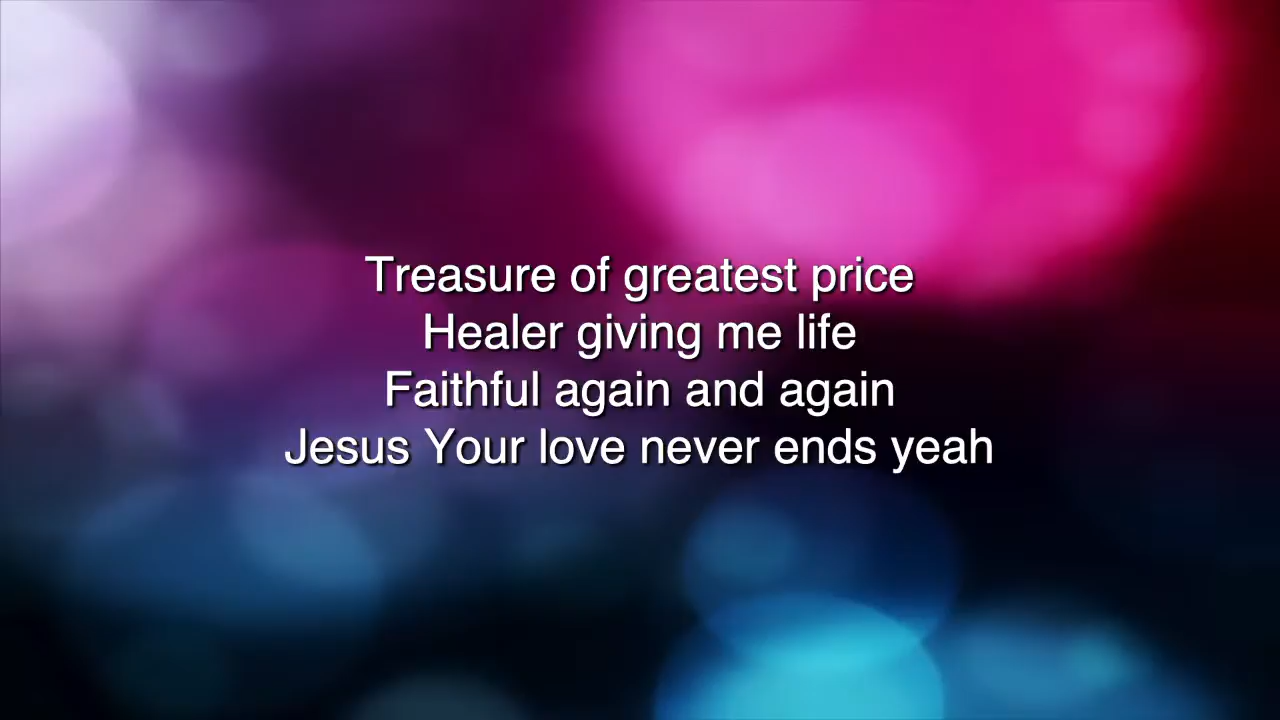 Treasure of greatest price
Healer giving me life
Faithful again and again
Jesus Your love never ends yeah